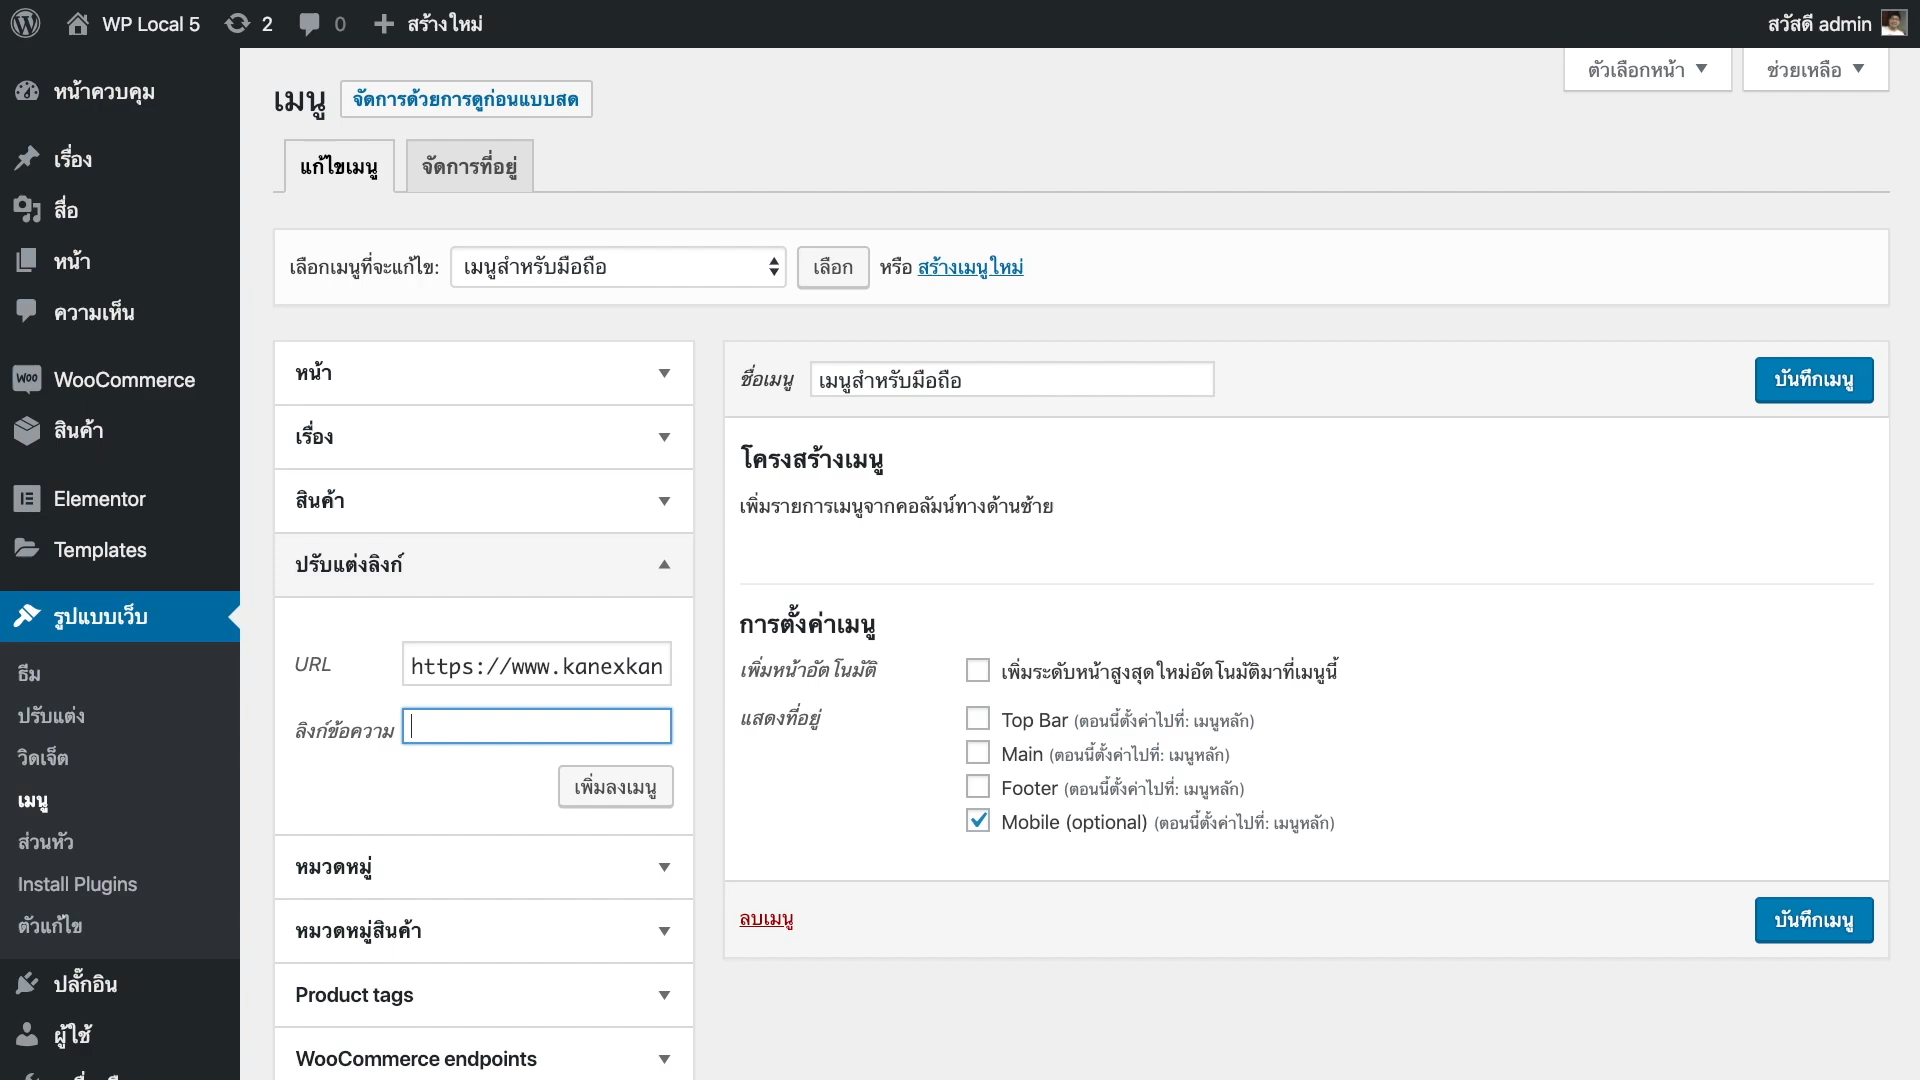 WP Local 5
2
0
สร้างใหม่
สวัสดี admin
หน้าควบคุม
เรื่อง
สื่อ
หน้า
ความเห็น
WooCommerce
สินค้า
Elementor
Templates
รูปแบบเว็บ
ธีม
ปรับแต่ง
วิดเจ็ต
เมนู
ส่วนหัว
Install Plugins
ตัวแก้ไข
ปลั๊กอิน
ผู้ใช้
ตัวเลือกหน้า
ช่วยเหลือ
เมนู
จัดการด้วยการดูก่อนแบบสด
แก้ไขเมนู
จัดการที่อยู่
เลือกเมนูที่จะแก้ไข: เมนูสำหรับมือถือ เลือก หรือ สร้างเมนูใหม่
หน้า
เรื่อง
สินค้า
ปรับแต่งลิงก์
URL https://www.kanexkan
ลิงก์ข้อความ
เพิ่มลงเมนู
หมวดหมู่
หมวดหมู่สินค้า
Product tags
WooCommerce endpoints
ชื่อเมนู เมนูสำหรับมือถือ
บันทึกเมนู
โครงสร้างเมนู
เพิ่มรายการเมนูจากคอลัมน์ทางด้านซ้าย
การตั้งค่าเมนู
เพิ่มหน้าอัตโนมัติ เพิ่มระดับหน้าสูงสุดใหม่อัตโนมัติมาที่เมนูนี้
แสดงที่อยู่ Top Bar (ตอนนี้ตั้งค่าไปที่: เมนูหลัก)
Main (ตอนนี้ตั้งค่าไปที่: เมนูหลัก)
Footer (ตอนนี้ตั้งค่าไปที่: เมนูหลัก)
Mobile (optional) (ตอนนี้ตั้งค่าไปที่: เมนูหลัก)
ลบเมนู
บันทึกเมนู